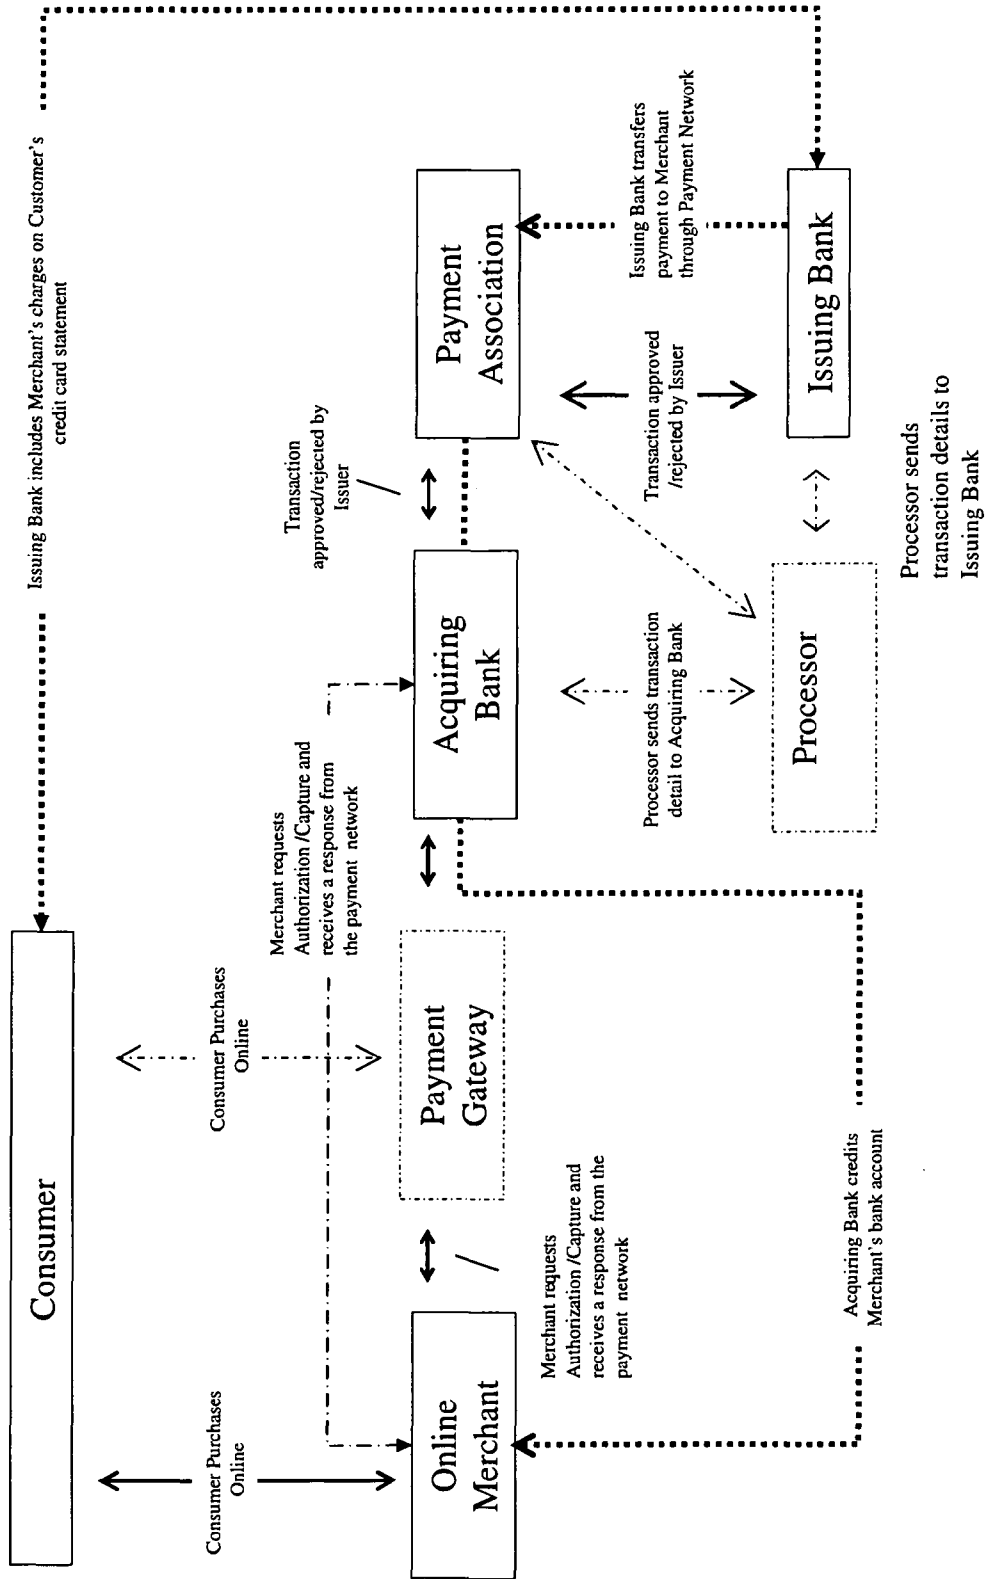 Issuing Bank includes Merchant's charges on Customer's
credit card statement
Consumer
Consumer Purchases
Online
Consumer Purchases
Online
Merchant requests
Authorization /Capture and
receives a response from
the payment network
Transaction
approved/rejected by
Issuer
Online
Merchant
Payment
Gateway
Acquiring
Bank
Payment
Association
Merchant requests
Authorization /Capture and
receives a response from the
payment network
Processor sends transaction
detail to Acquiring Bank
Transaction approved
/rejected by Issuer
Issuing Bank transfers
payment to Merchant
through Payment Network
Acquiring Bank credits
Merchant's bank account
Processor
Issuing Bank
Processor sends
transaction details to
Issuing Bank